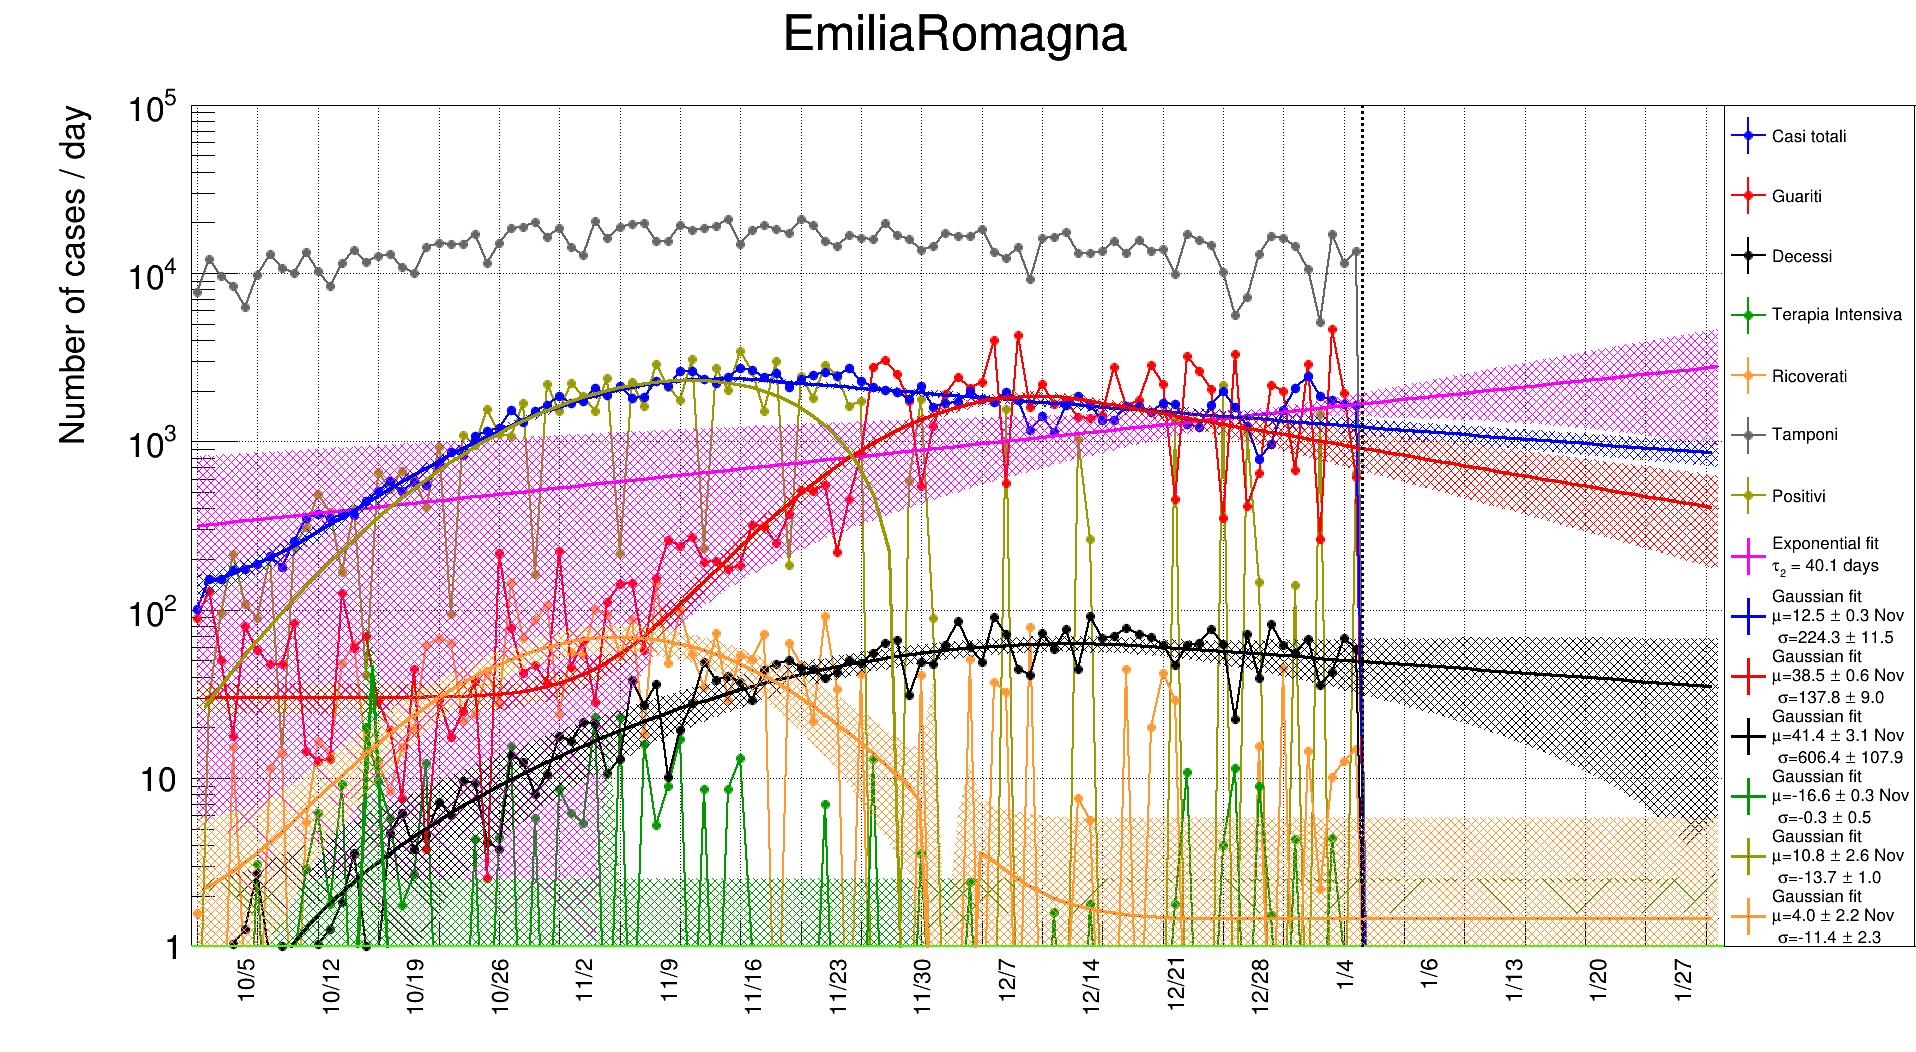 EmiliaRomagna
Number of cases / day
10^5
10^4
10^3
10^2
10
1
10/5
10/12
10/19
10/26
11/2
11/9
11/16
11/23
11/30
12/7
12/14
12/21
12/28
1/4
1/6
1/13
1/20
1/27
Casi totali
Guariti
Decessi
Terapia Intensiva
Ricoverati
Tamponi
Positivi
Exponential fit
τ₂ = 40.1 days
Gaussian fit
μ=12.5 ± 0.3 Nov
σ=224.3 ± 11.5
Gaussian fit
μ=38.5 ± 0.6 Nov
σ=137.8 ± 9.0
Gaussian fit
μ=41.4 ± 3.1 Nov
σ=606.4 ± 107.9
Gaussian fit
μ=-16.6 ± 0.3 Nov
σ=-0.3 ± 0.5
Gaussian fit
μ=10.8 ± 2.6 Nov
σ=-13.7 ± 1.0
Gaussian fit
μ=4.0 ± 2.2 Nov
σ=-11.4 ± 2.3